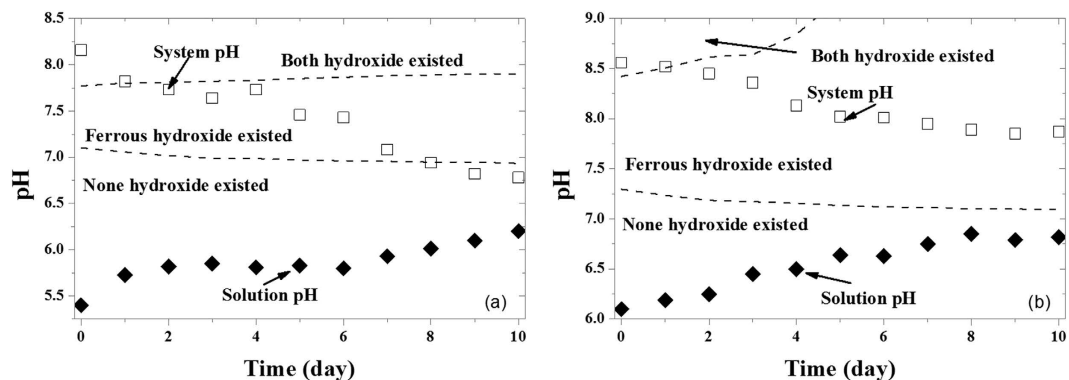 8.5
8.0
7.5
7.0
6.5
6.0
5.5
pH
System pH
Both hydroxide existed
Ferrous hydroxide existed
None hydroxide existed
Solution pH
(a)
0 2 4 6 8 10
Time (day)
9.0
8.5
8.0
7.5
7.0
6.5
6.0
pH
Both hydroxide existed
System pH
Ferrous hydroxide existed
None hydroxide existed
Solution pH
(b)
0 2 4 6 8 10
Time (day)